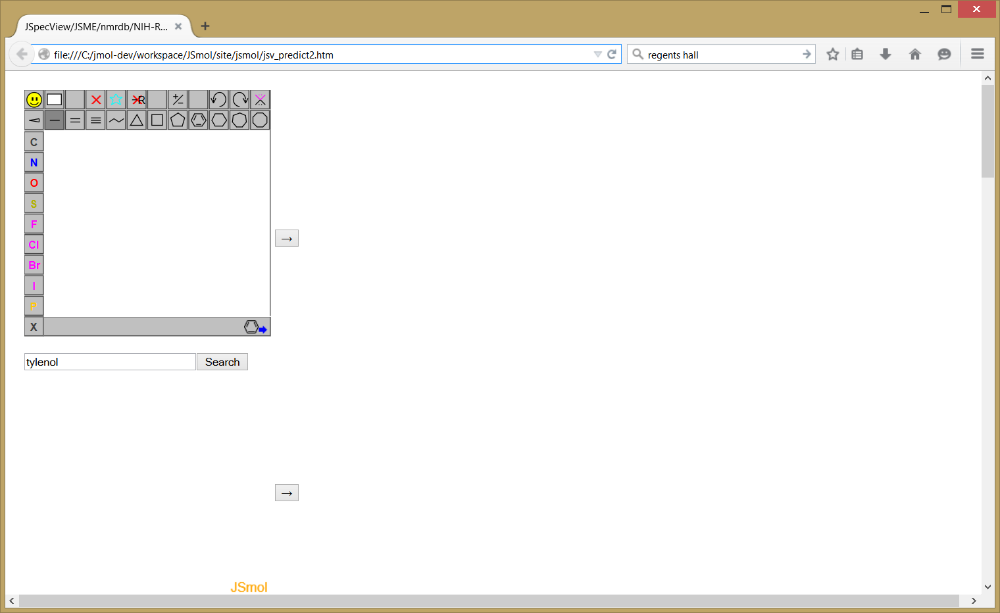 JSpecView/JSME/nmrdb/NIH-R...
file:///C:/jmol-dev/workspace/JSmol/site/jsmol/jsv_predict2.htm
regents hall
R
C
N
O
S
F
Cl
Br
I
P
X
→
tylenol
Search
→
JSmol